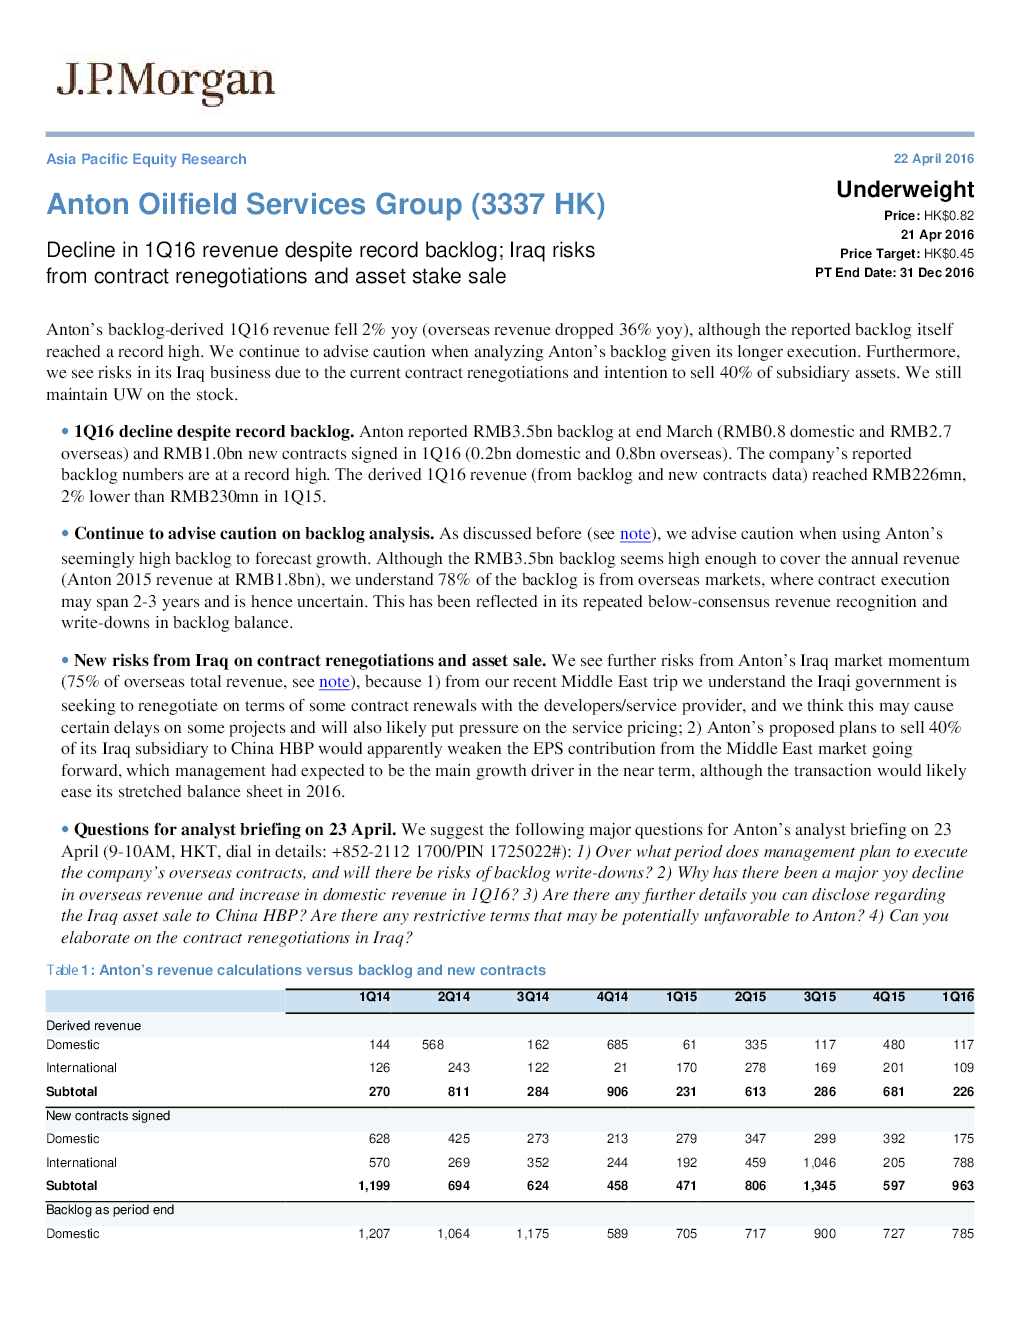 J.P.Morgan
Asia Pacific Equity Research
22 April 2016
Anton Oilfield Services Group (3337 HK)
Underweight
Price: HK$0.82
21 Apr 2016
Price Target: HK$0.45
PT End Date: 31 Dec 2016
Decline in 1Q16 revenue despite record backlog; Iraq risks
from contract renegotiations and asset stake sale
Anton’s backlog-derived 1Q16 revenue fell 2% yoy (overseas revenue dropped 36% yoy), although the reported backlog itself
reached a record high. We continue to advise caution when analyzing Anton’s backlog given its longer execution. Furthermore,
we see risks in its Iraq business due to the current contract renegotiations and intention to sell 40% of subsidiary assets. We still
maintain UW on the stock.
• 1Q16 decline despite record backlog. Anton reported RMB3.5bn backlog at end March (RMB0.8 domestic and RMB2.7
overseas) and RMB1.0bn new contracts signed in 1Q16 (0.2bn domestic and 0.8bn overseas). The company’s reported
backlog numbers are at a record high. The derived 1Q16 revenue (from backlog and new contracts data) reached RMB226mn,
2% lower than RMB230mn in 1Q15.
• Continue to advise caution on backlog analysis. As discussed before (see note), we advise caution when using Anton’s
seemingly high backlog to forecast growth. Although the RMB3.5bn backlog seems high enough to cover the annual revenue
(Anton 2015 revenue at RMB1.8bn), we understand 78% of the backlog is from overseas markets, where contract execution
may span 2-3 years and is hence uncertain. This has been reflected in its repeated below-consensus revenue recognition and
write-downs in backlog balance.
• New risks from Iraq on contract renegotiations and asset sale. We see further risks from Anton’s Iraq market momentum
(75% of overseas total revenue, see note), because 1) from our recent Middle East trip we understand the Iraqi government is
seeking to renegotiate on terms of some contract renewals with the developers/service provider, and we think this may cause
certain delays on some projects and will also likely put pressure on the service pricing; 2) Anton’s proposed plans to sell 40%
of its Iraq subsidiary to China HBP would apparently weaken the EPS contribution from the Middle East market going
forward, which management had expected to be the main growth driver in the near term, although the transaction would likely
ease its stretched balance sheet in 2016.
• Questions for analyst briefing on 23 April. We suggest the following major questions for Anton’s analyst briefing on 23
April (9-10AM, HKT, dial in details: +852-2112 1700/PIN 1725022#): 1) Over what period does management plan to execute
the company’s overseas contracts, and will there be risks of backlog write-downs? 2) Why has there been a major yoy decline
in overseas revenue and increase in domestic revenue in 1Q16? 3) Are there any further details you can disclose regarding
the Iraq asset sale to China HBP? Are there any restrictive terms that may be potentially unfavorable to Anton? 4) Can you
elaborate on the contract renegotiations in Iraq?
Table 1: Anton’s revenue calculations versus backlog and new contracts
1Q14 2Q14 3Q14 4Q14 1Q15 2Q15 3Q15 4Q15 1Q16
Derived revenue
Domestic 144 568 162 685 61 335 117 480 117
International 126 243 122 21 170 278 169 201 109
Subtotal 270 811 284 906 231 613 286 681 226
New contracts signed
Domestic 628 425 273 213 279 347 299 392 175
International 570 269 352 244 192 459 1,046 205 788
Subtotal 1,199 694 624 458 471 806 1,345 597 963
Backlog as period end
Domestic 1,207 1,064 1,175 589 705 717 900 727 785